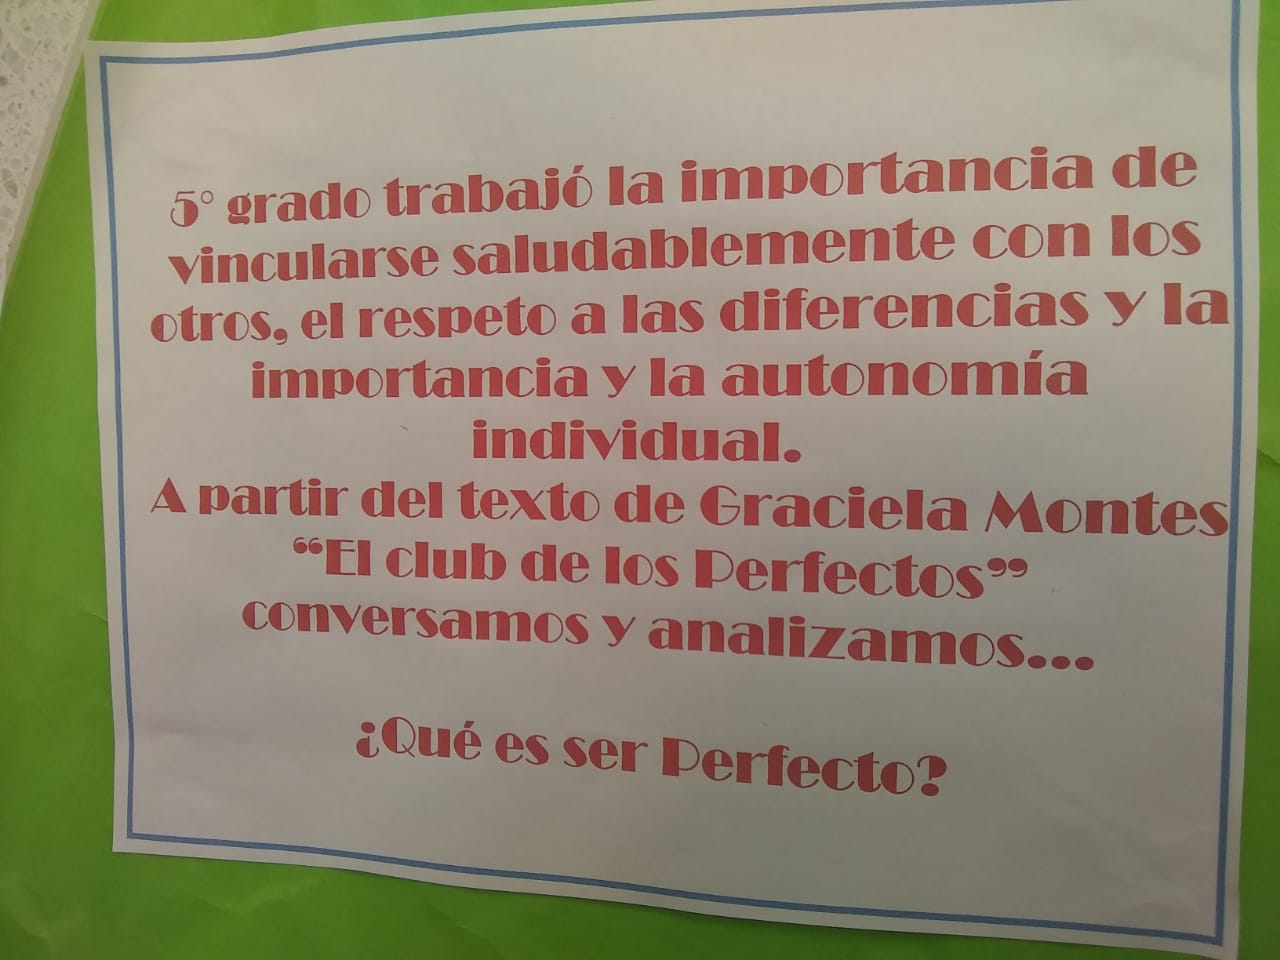 5° grado trabajó la importancia de
vincularse saludablemente con los
otros, el respeto a las diferencias y la
importancia y la autonomía
individual.
A partir del texto de Graciela Montes
“El club de los Perfectos”
conversamos y analizamos...
¿Qué es ser Perfecto?